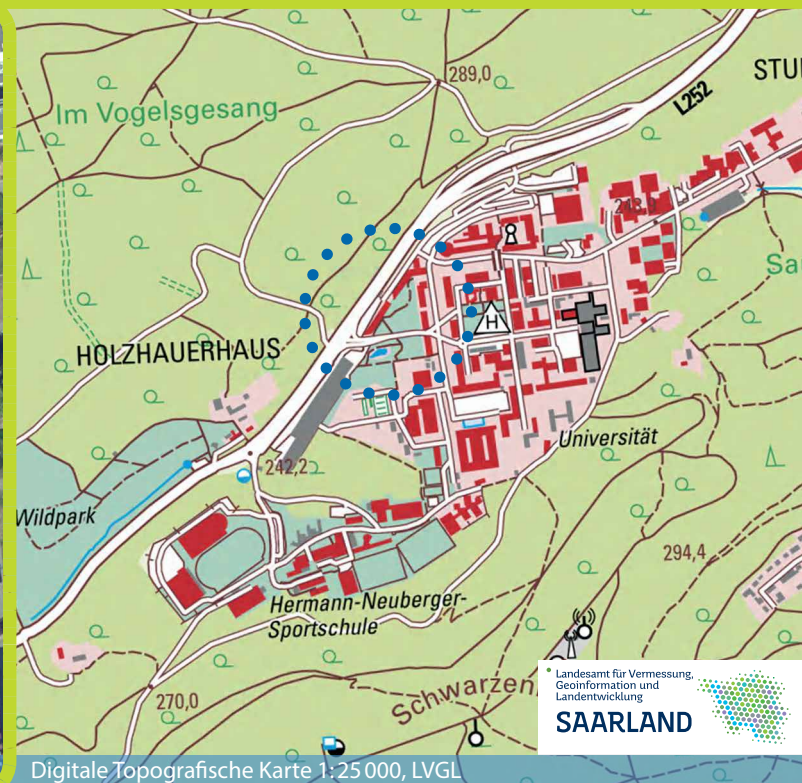 289,0
STU
L252
Im Vogelsgesang
243,9
Sa
H
HOLZHAUERHAUS
Universität
242,2
Wildpark
294,4
Hermann-Neuberger-
Sportschule
270,0
Schwarzen
Landesamt für Vermessung,
Geoinformation und
Landentwicklung
SAARLAND
Digitale Topografische Karte 1:25 000, LVGL